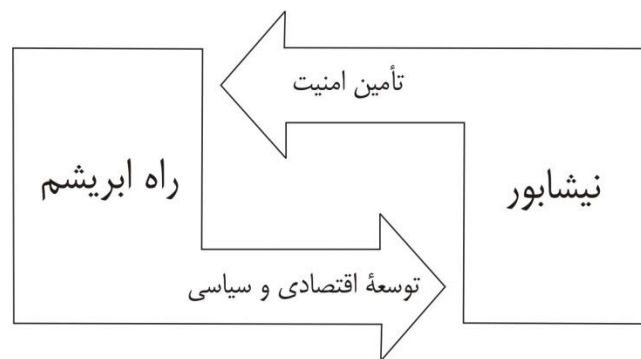 تأمین امنیت
نیشابور
راه ابریشم
توسعهٔ اقتصادی و سیاسی